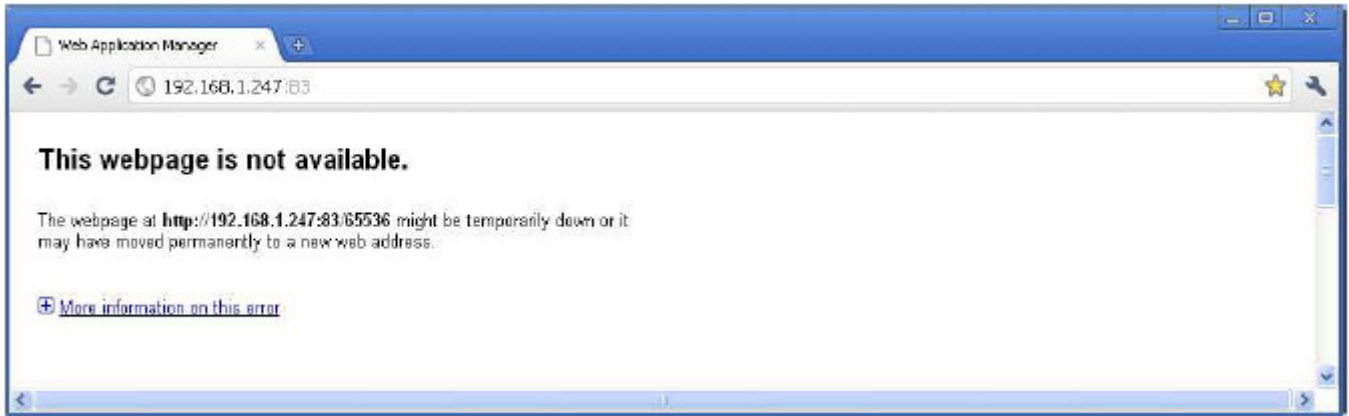 Web Application Manager
192.168.1.247:83
This webpage is not available.
The webpage at http://192.168.1.247:83/65536 might be temporarily down or it
may have moved permanently to a new web address.
More information on this error